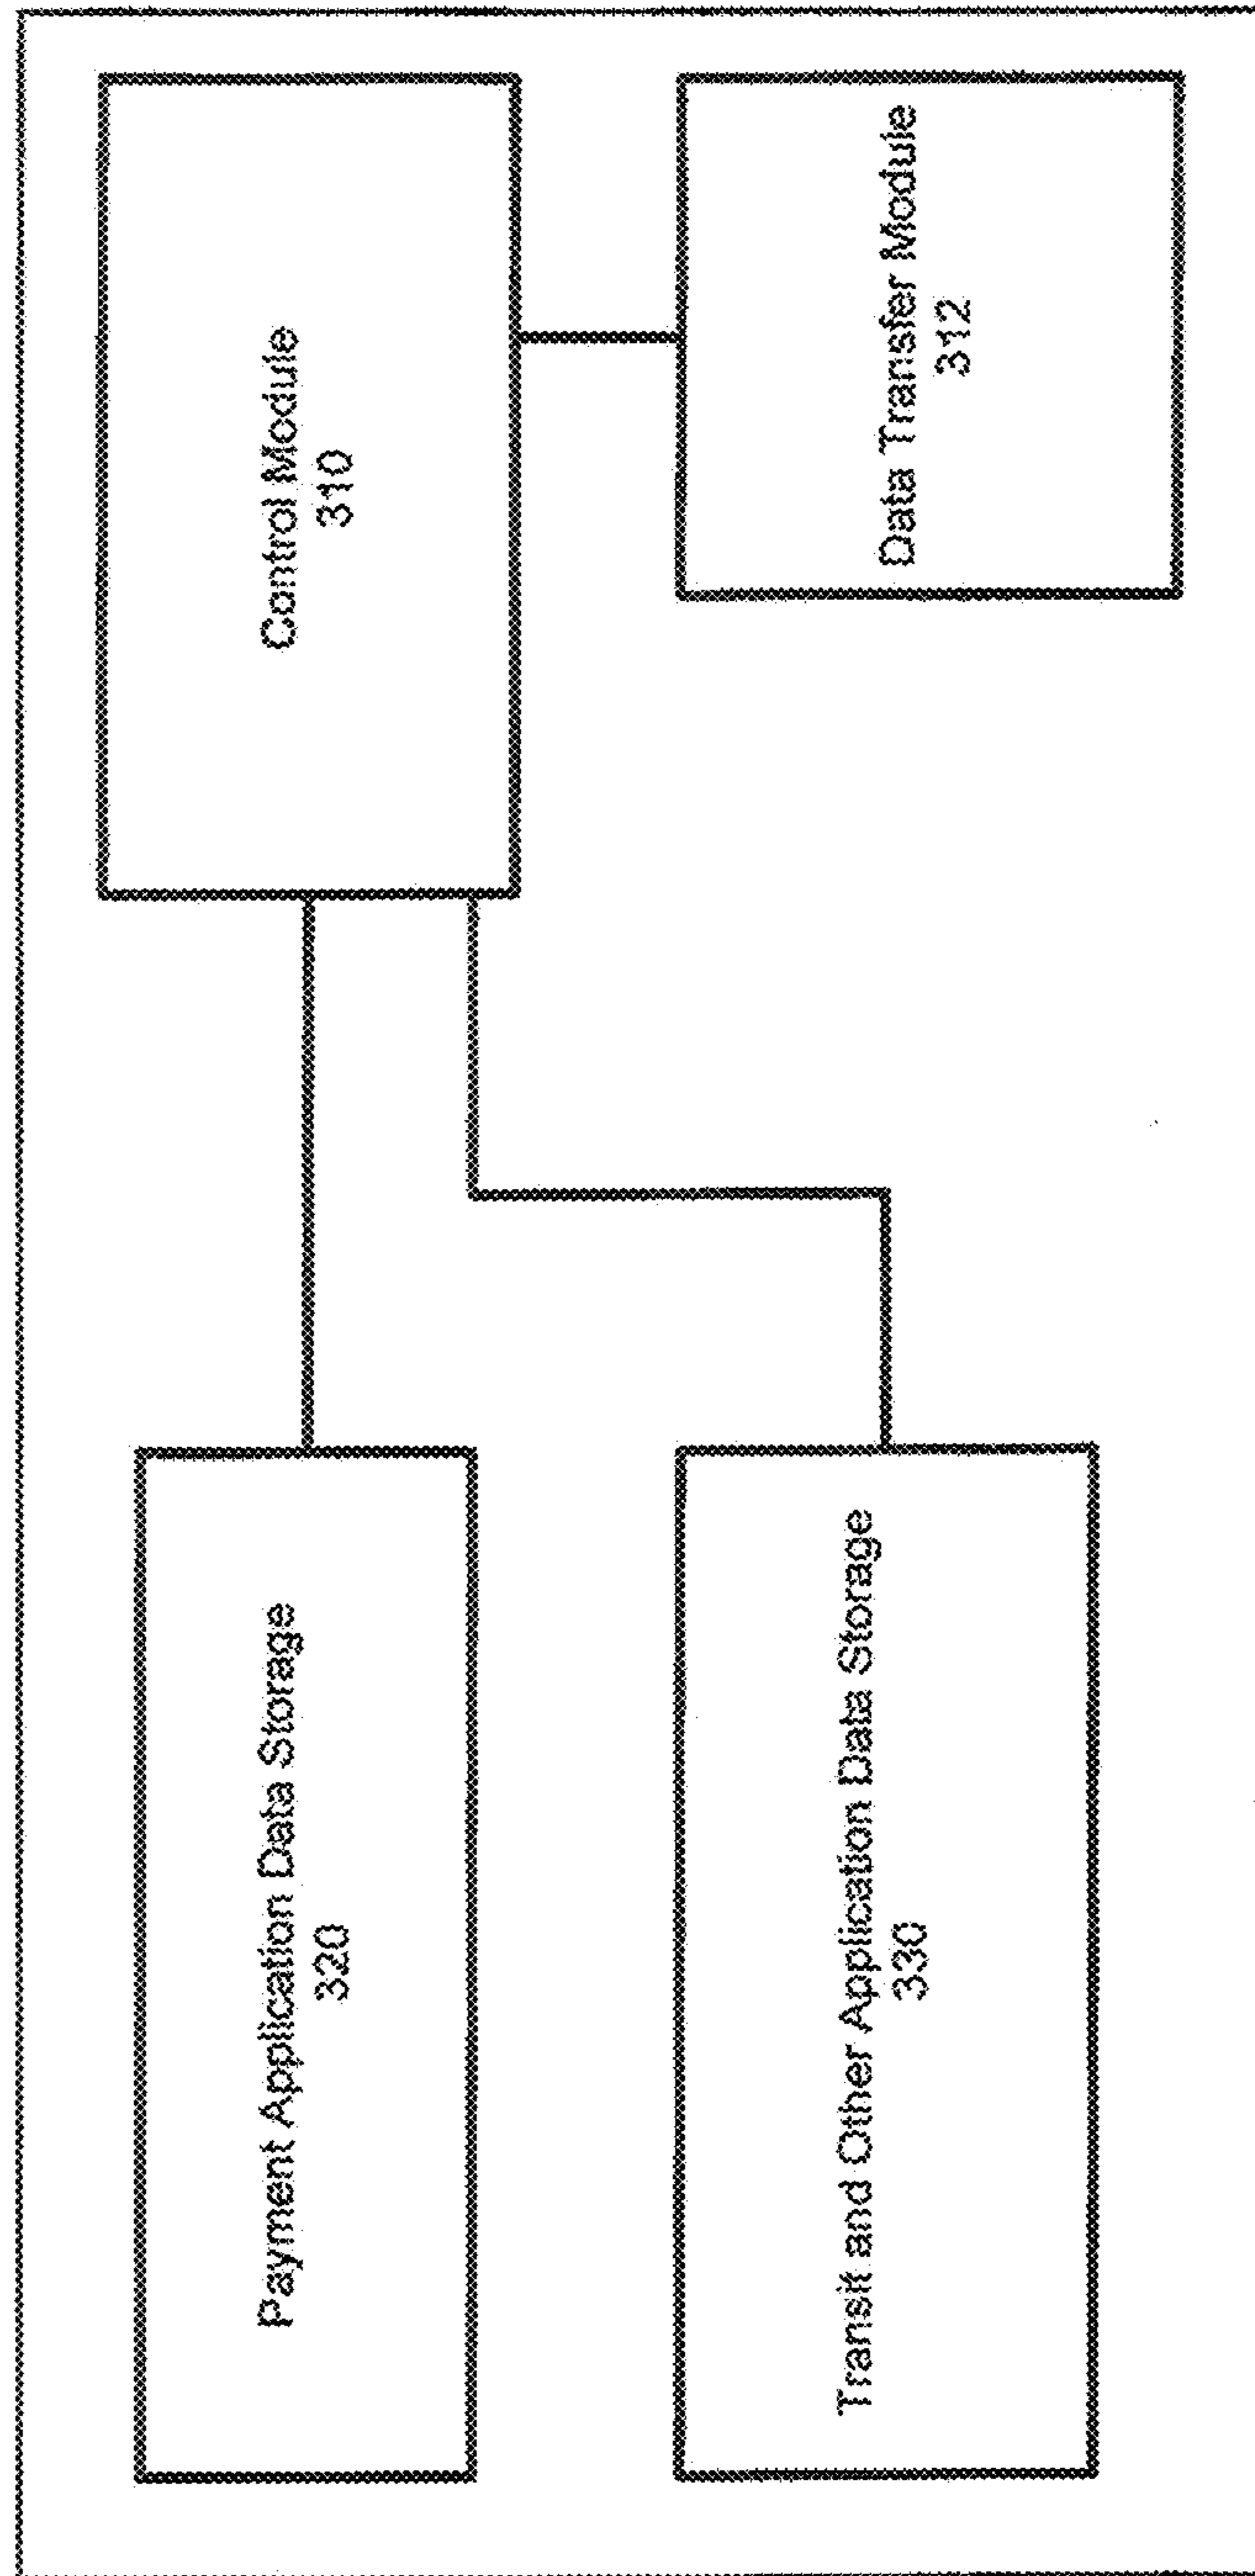 Payment Application Data Storage
320
Control Module
310
Transit and Other Application Data Storage
330
Data Transfer Module
312